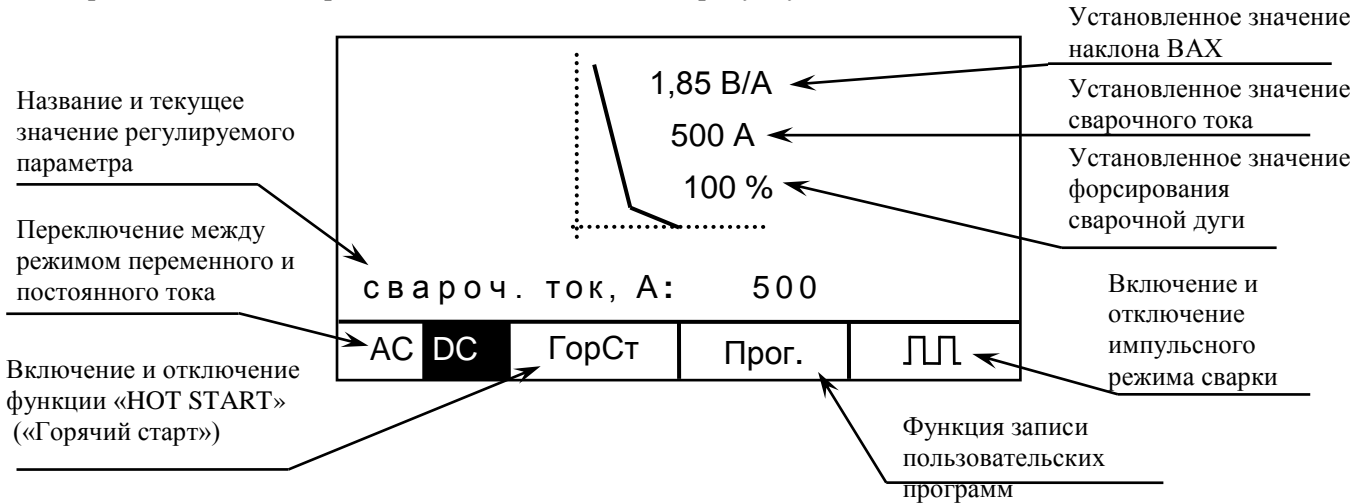 Установленное значение
наклона ВАХ
Установленное значение
сварочного тока
Установленное значение
форсирования
сварочной дуги
Название и текущее
значение регулируемого
параметра
Переключение между
режимом переменного и
постоянного тока
Включение и отключение
функции «HOT START»
(«Горячий старт»)
1,85 В/А
500 А
100 %
свароч. ток, А: 500
AC DC ГорСт Прог.
Включение и
отключение
импульсного
режима сварки
Функция записи
пользовательских
программ